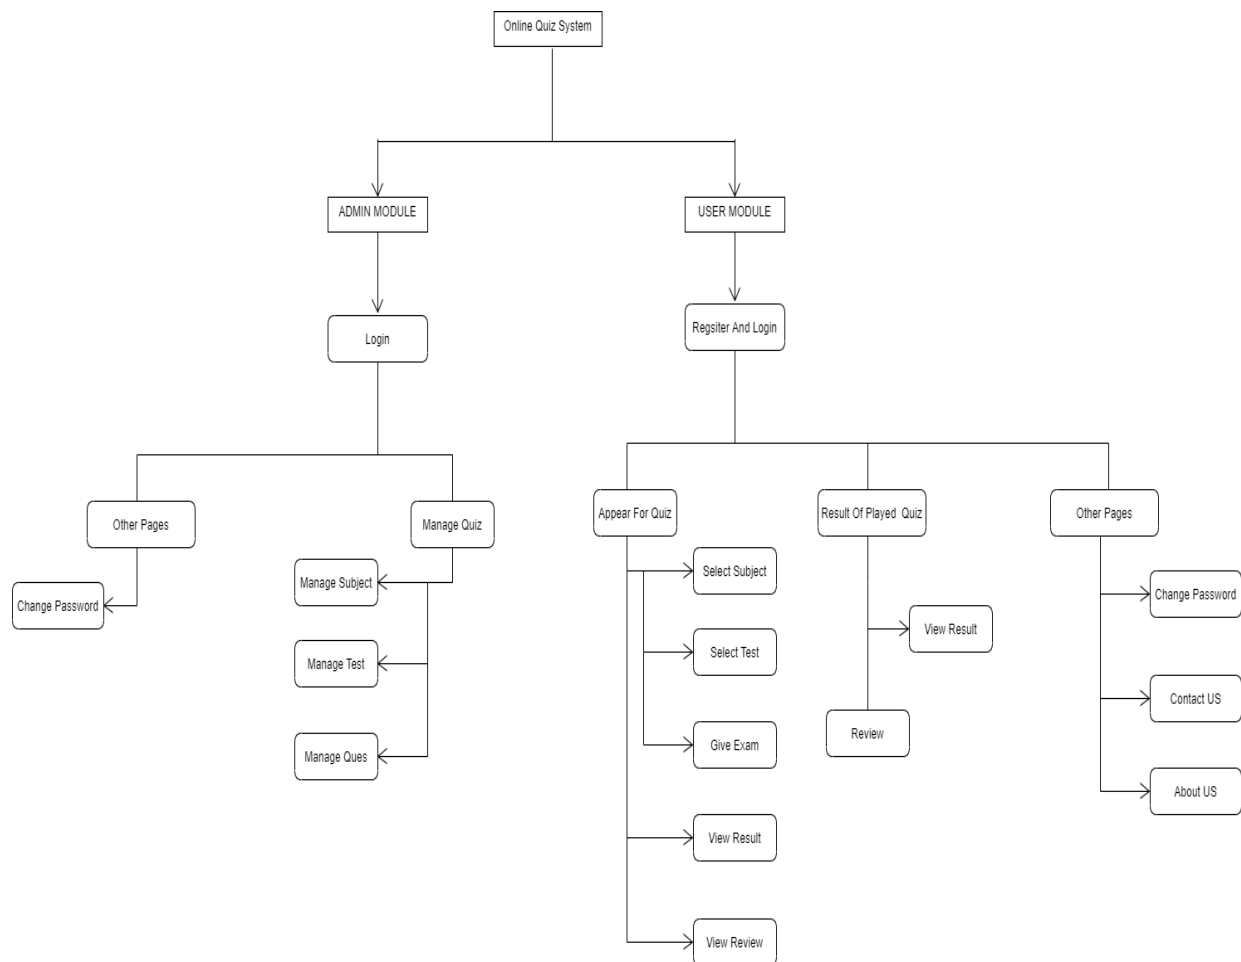 Online Quiz System
ADMIN MODULE
USER MODULE
Login
Regsiter And Login
Other Pages
Manage Quiz
Appear For Quiz
Result Of Played Quiz
Other Pages
Manage Subject
Select Subject
Change Password
Change Password
View Result
Manage Test
Select Test
Contact US
Manage Ques
Give Exam
Review
About US
View Result
View Review